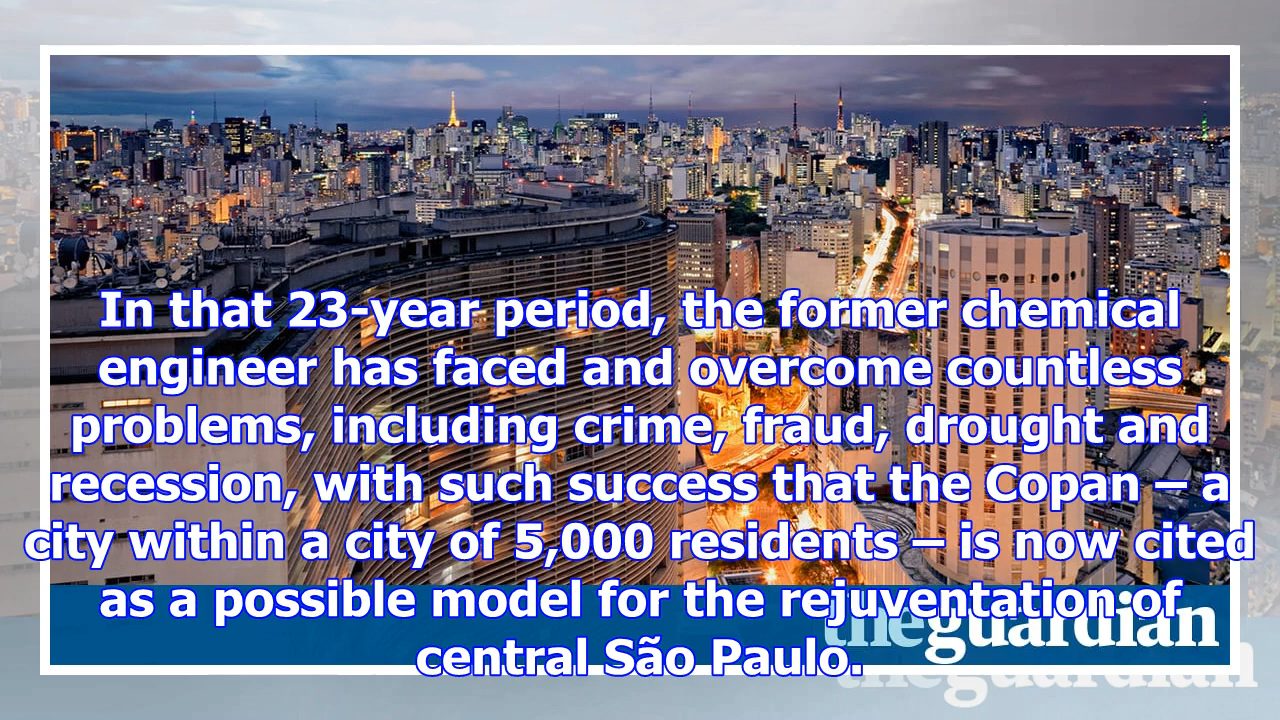 In that 23-year period, the former chemical
engineer has faced and overcome countless
problems, including crime, fraud, drought and
recession, with such success that the Copan – a
city within a city of 5,000 residents – is now cited
as a possible model for the rejuventation of
central São Paulo.
theguardian
theguardian